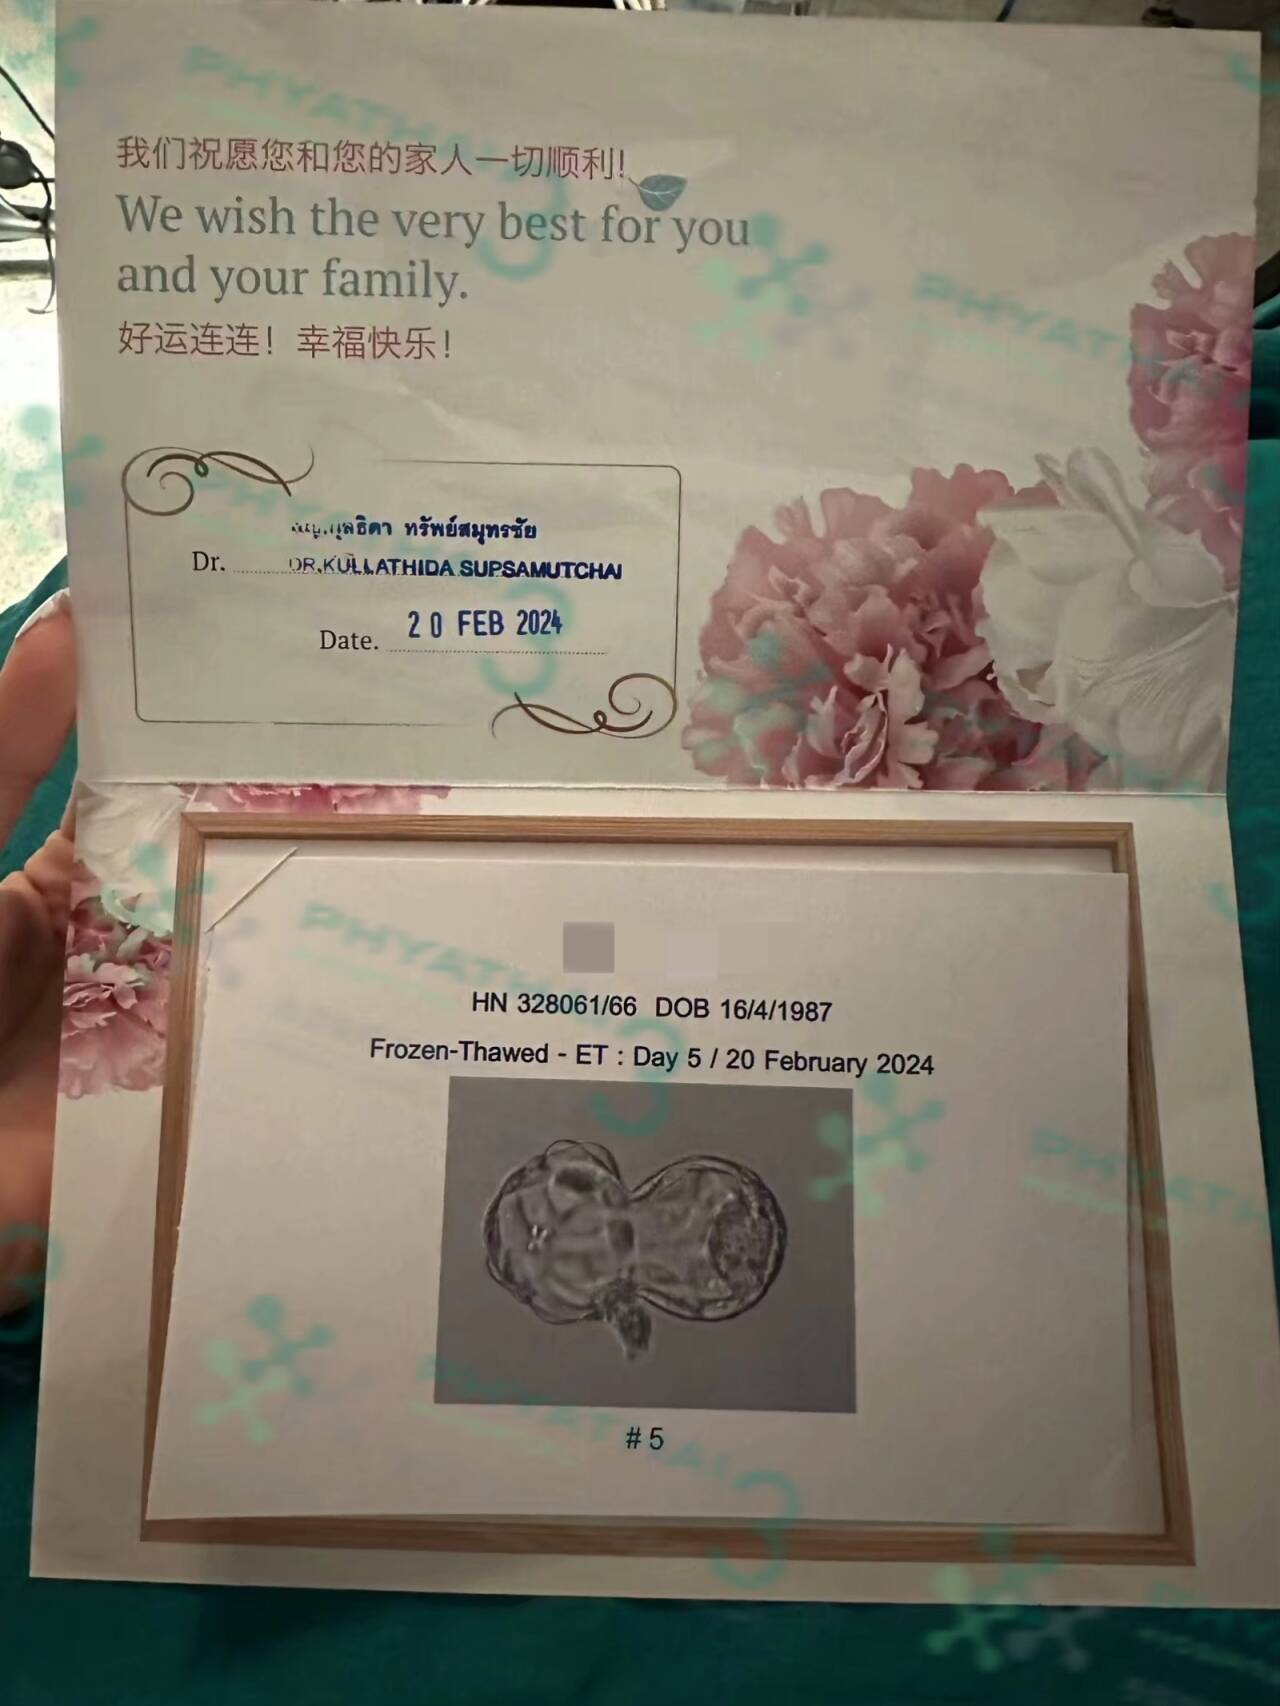 我们祝愿您和您的家人一切顺利!
We wish the very best for you
and your family.
好运连连！幸福快乐！
ทรัพย์สมุทรชัย
Dr. DR.KULLATHIDA SUPSAMUTCHAI
Date. 20 FEB 2024
HN 328061/66 DOB 16/4/1987
Frozen-Thawed - ET : Day 5 / 20 February 2024
# 5
PHYATHAI 3